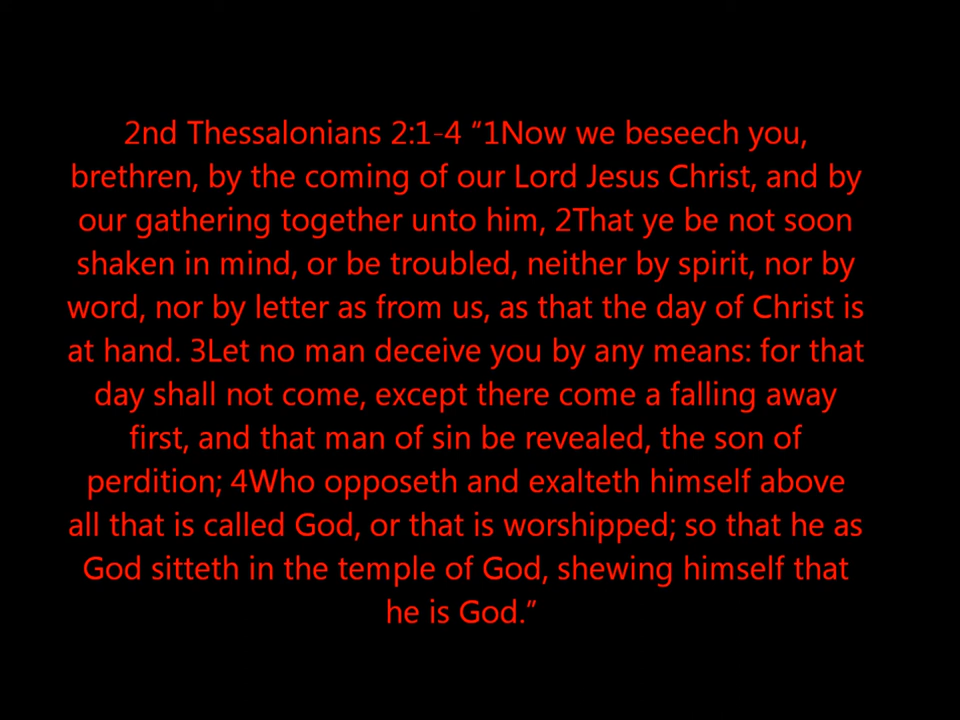 2nd Thessalonians 2:1-4 “1Now we beseech you,
brethren, by the coming of our Lord Jesus Christ, and by
our gathering together unto him, 2That ye be not soon
shaken in mind, or be troubled, neither by spirit, nor by
word, nor by letter as from us, as that the day of Christ is
at hand. 3Let no man deceive you by any means: for that
day shall not come, except there come a falling away
first, and that man of sin be revealed, the son of
perdition; 4Who opposeth and exalteth himself above
all that is called God, or that is worshipped; so that he as
God sitteth in the temple of God, shewing himself that
he is God.”